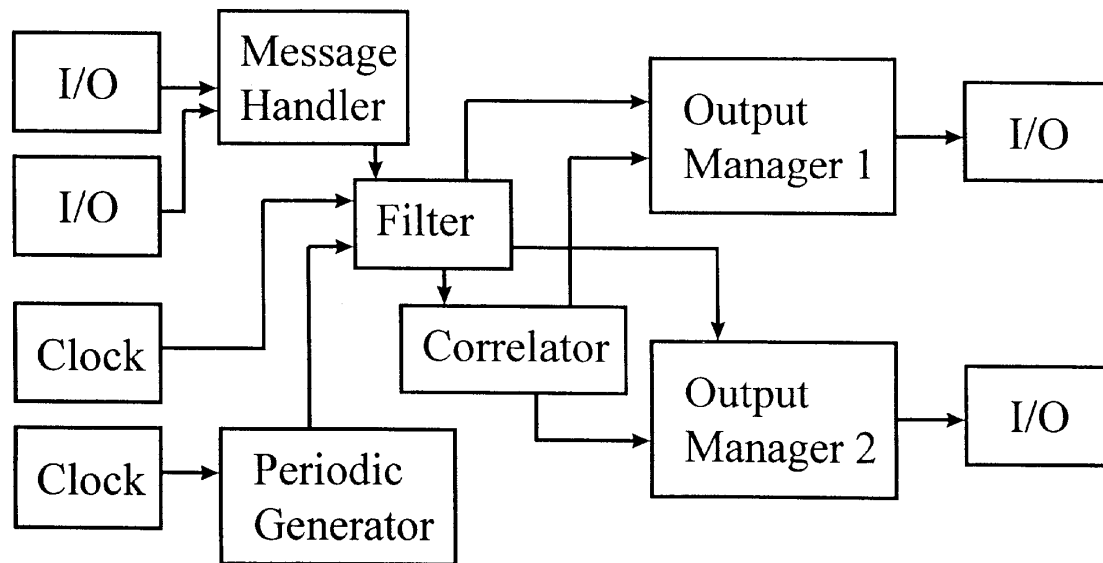 I/O
Message
Handler
I/O
Filter
Clock
Correlator
Clock
Periodic
Generator
Output
Manager 1
I/O
Output
Manager 2
I/O